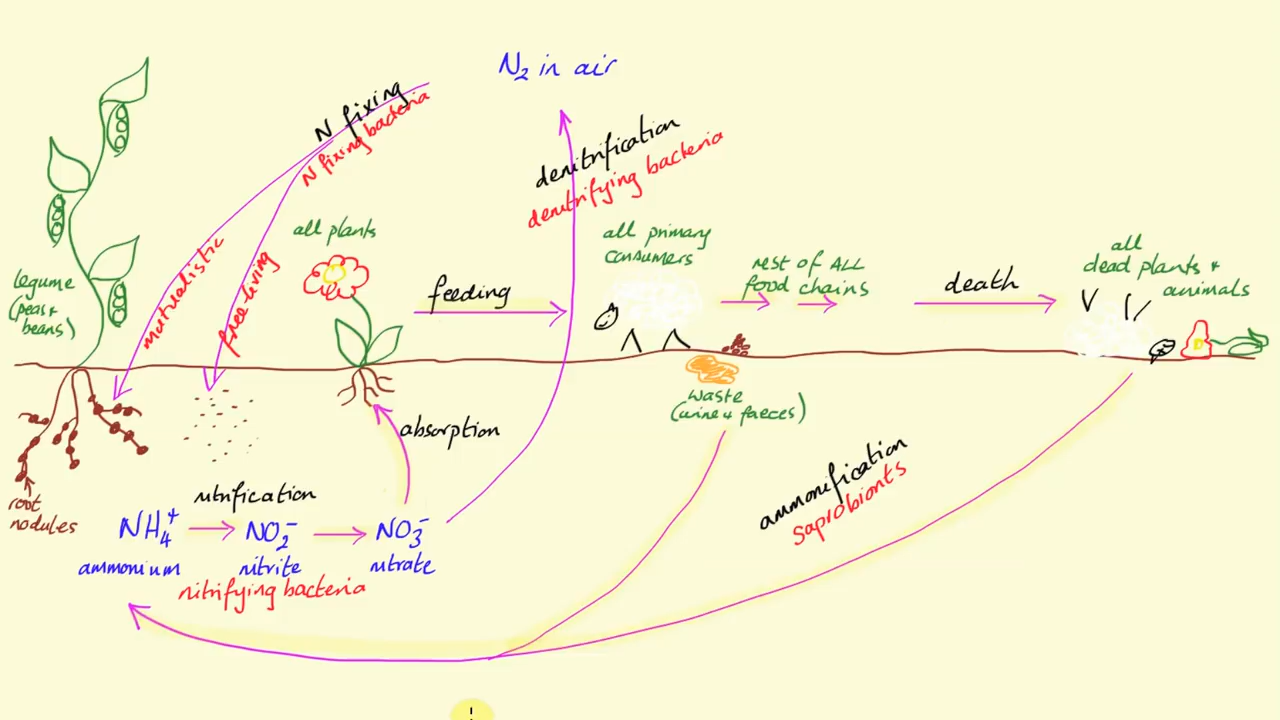 N₂ in air
N fixing
N fixing bacteria
denitrification
denitrifying bacteria
mutualistic
free living
all plants
legume
(peas +
beans)
feeding
all primary
consumers
rest of ALL
food chains
death
all
dead plants +
animals
waste
(urine + faeces)
absorption
ammonification
saprobionts
root
nodules
nitrification
NH₄⁺ → NO₂⁻ → NO₃⁻
ammonium nitrite nitrate
nitrifying bacteria